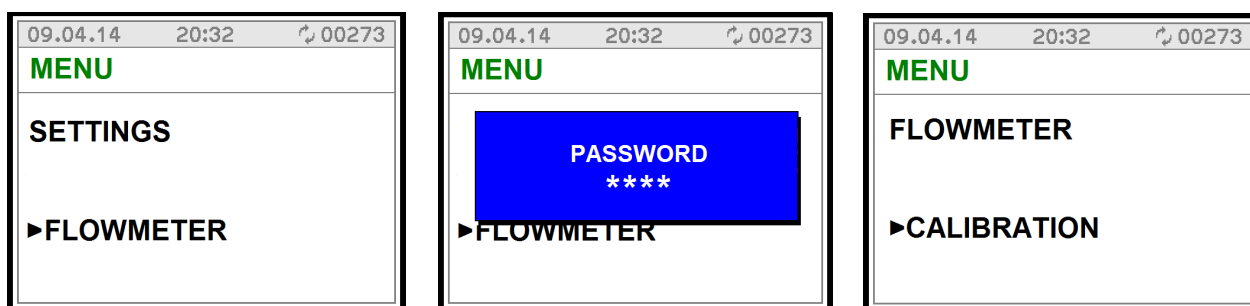 09.04.14 20:32 00273
MENU
SETTINGS
►FLOWMETER
09.04.14 20:32 00273
MENU
PASSWORD
****
►FLOWMETER
09.04.14 20:32 00273
MENU
FLOWMETER
►CALIBRATION